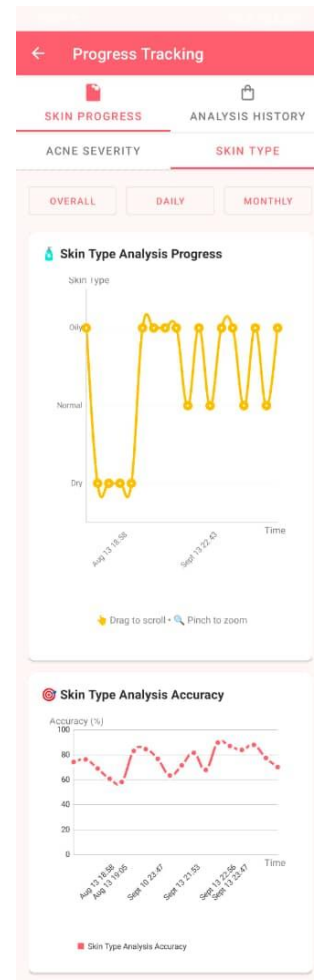 Progress Tracking
SKIN PROGRESS
ANALYSIS HISTORY
ACNE SEVERITY
SKIN TYPE
OVERALL
DAILY
MONTHLY
Skin Type Analysis Progress
Skin Type
Oily
Normal
Dry
Time
Aug 13 18:58
Sept 13 22:43
Drag to scroll • Pinch to zoom
Skin Type Analysis Accuracy
Accuracy (%)
100
80
60
40
20
0
Time
Aug 13 18:58
Aug 13 19:05
Sept 10 23:47
Sept 13 21:53
Sept 13 22:56
Sept 13 23:47
Skin Type Analysis Accuracy